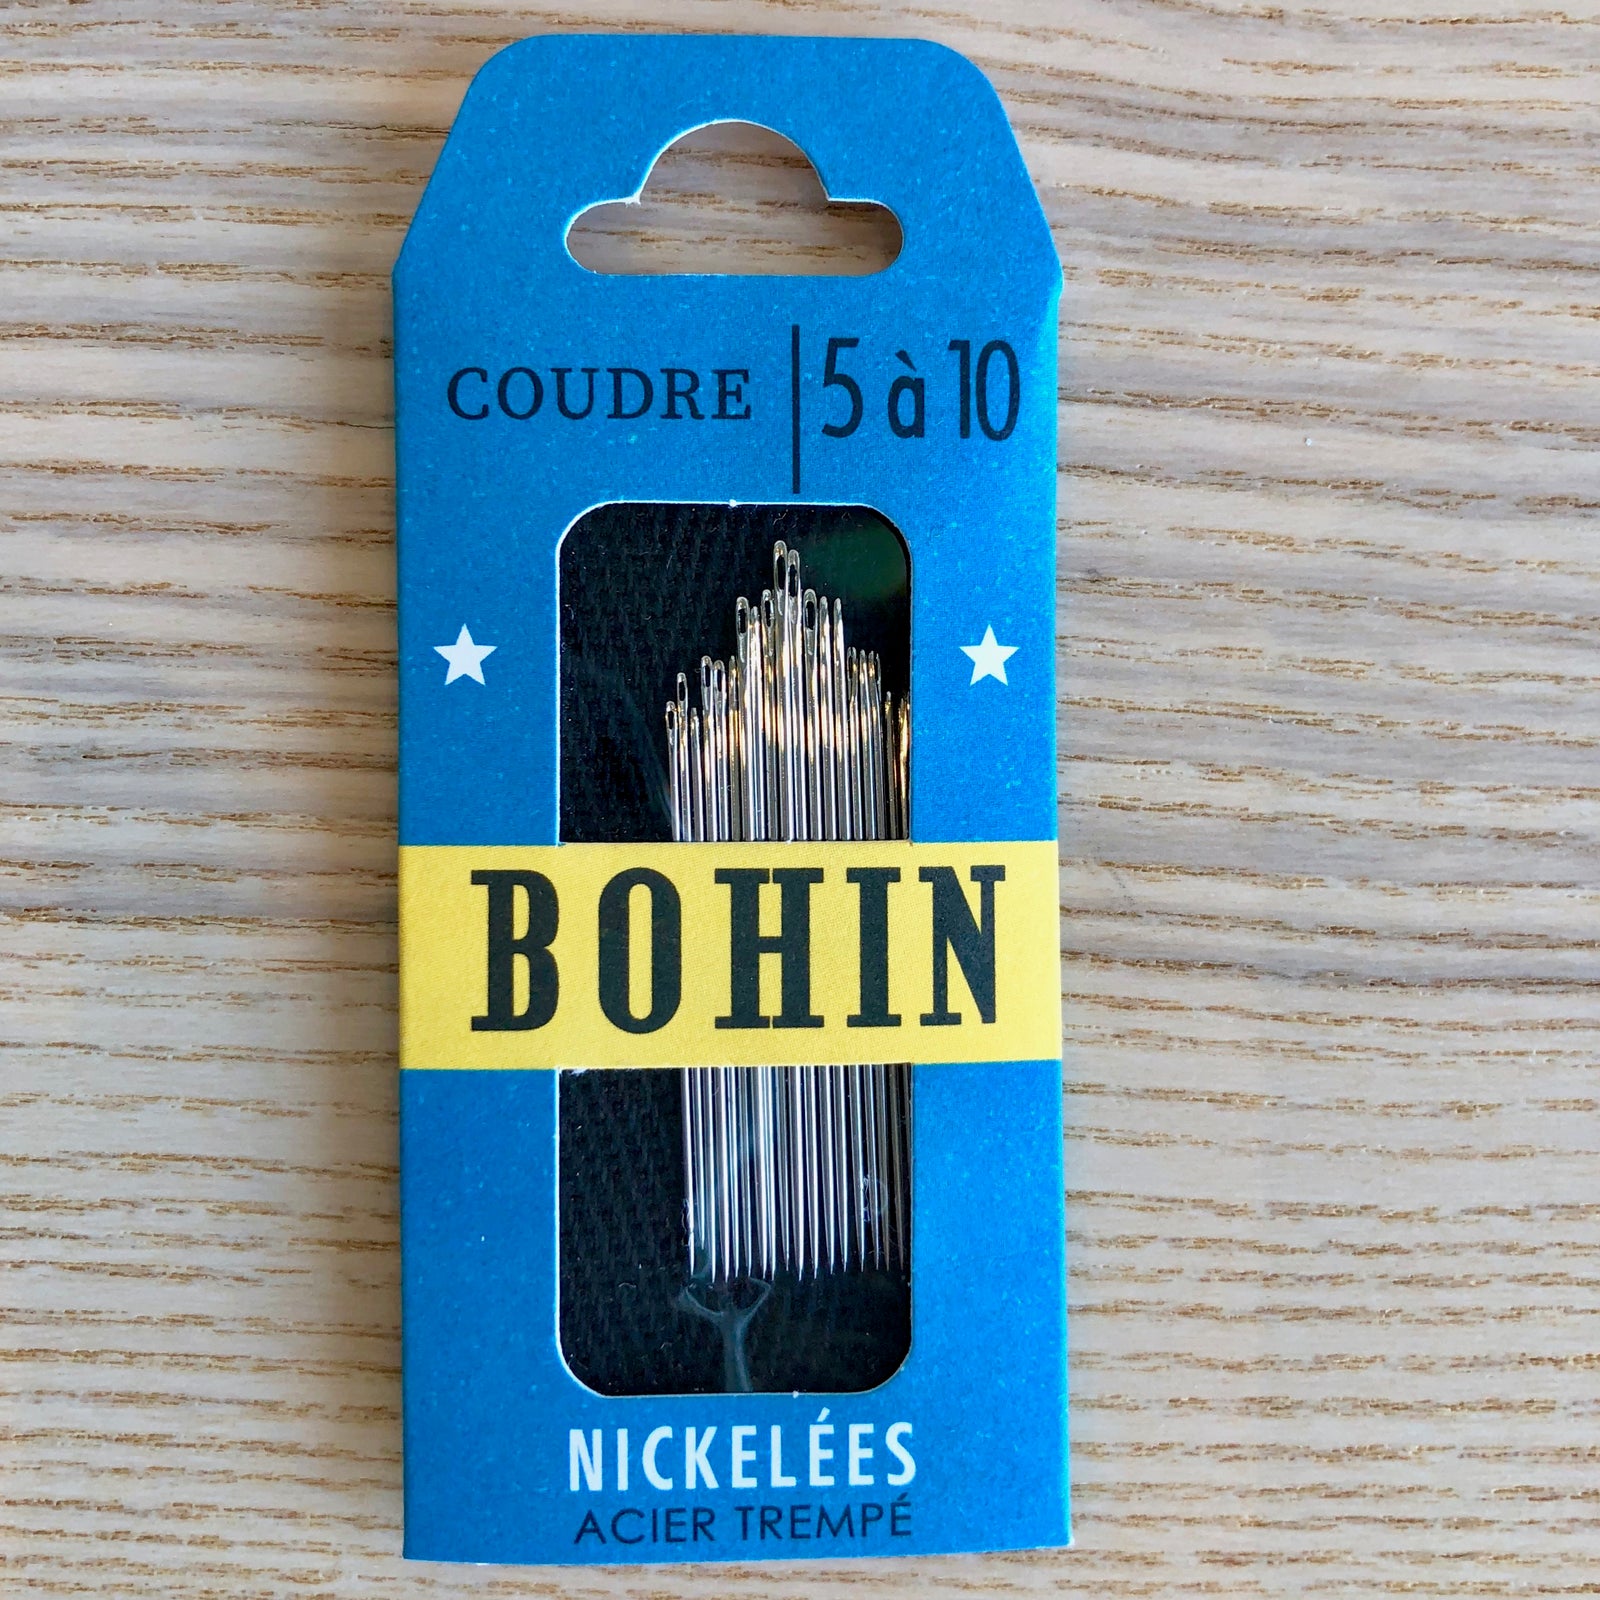 COUDRE | 5 à 10
BOHIN
NICKELÉES
ACIER TREMPÉ